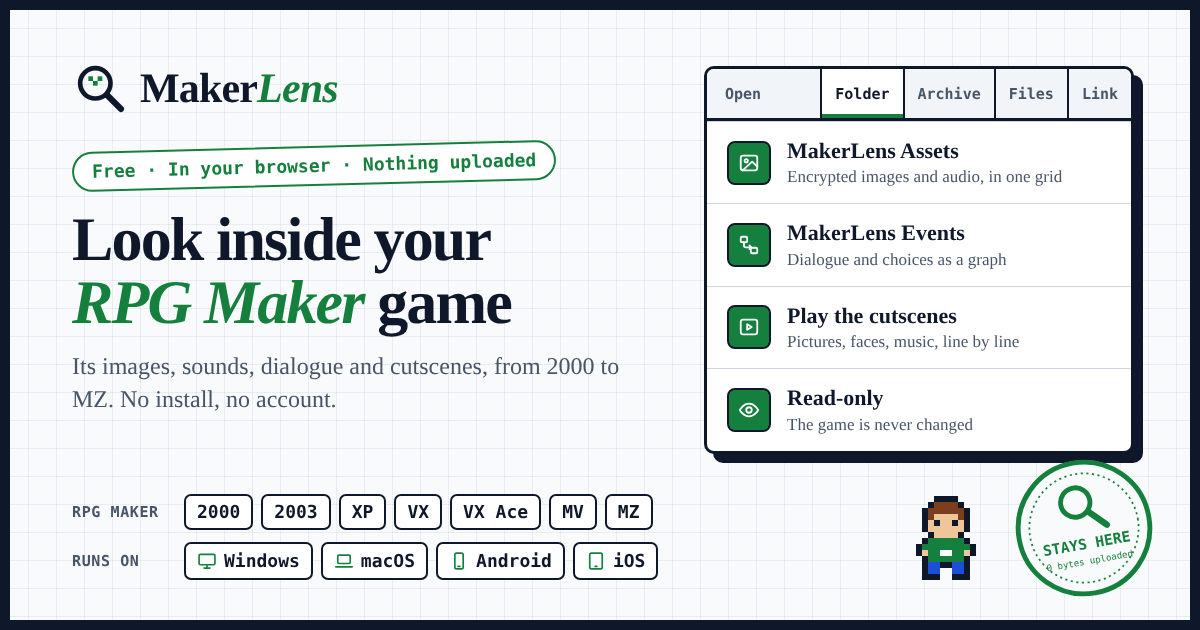 MakerLens
Free · In your browser · Nothing uploaded
Look inside your
RPG Maker game
Its images, sounds, dialogue and cutscenes, from 2000 to
MZ. No install, no account.
RPG MAKER 2000 2003 XP VX VX Ace MV MZ
RUNS ON Windows macOS Android iOS
Open Folder Archive Files Link
MakerLens Assets
Encrypted images and audio, in one grid
MakerLens Events
Dialogue and choices as a graph
Play the cutscenes
Pictures, faces, music, line by line
Read-only
The game is never changed
STAYS HERE
0 bytes uploaded